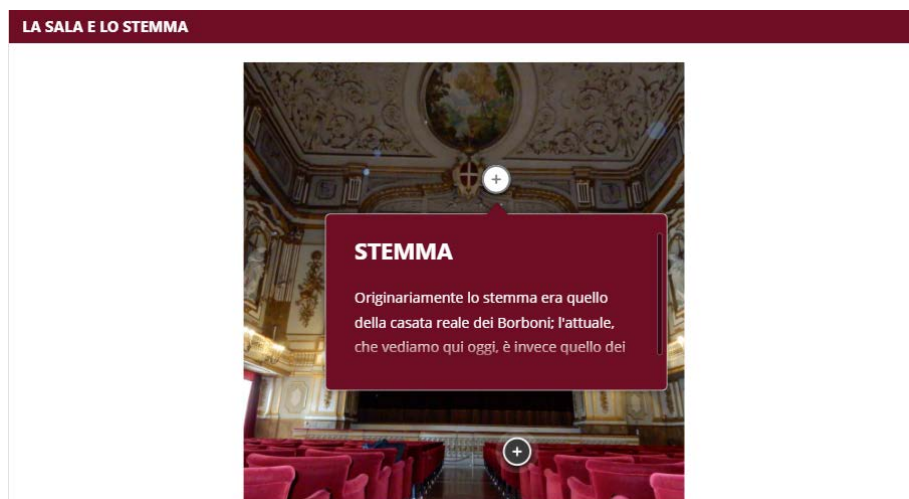 LA SALA E LO STEMMA
STEMMA
Originariamente lo stemma era quello
della casata reale dei Borboni; l'attuale,
che vediamo qui oggi, è invece quello dei